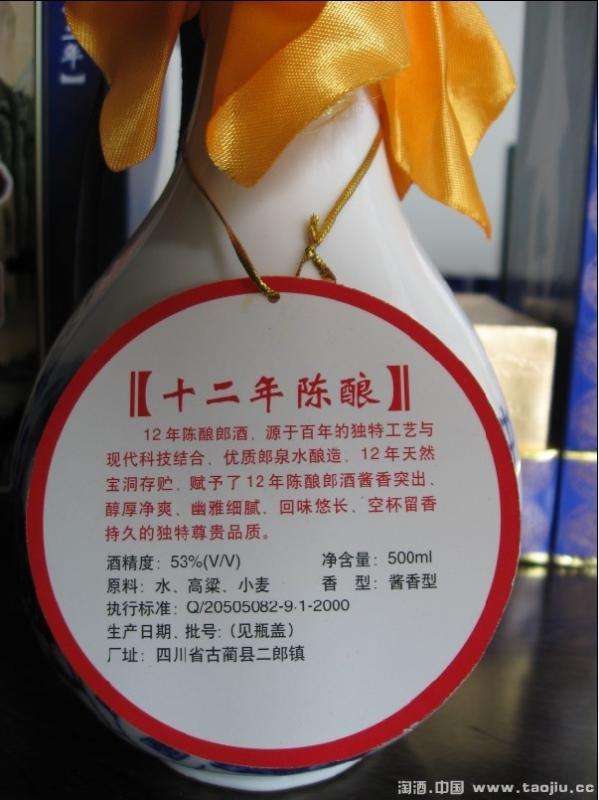 二年】
【十二年陈酿】
12年陈酿郎酒，源于百年的独特工艺与
现代科技结合、优质郎泉水酿造，12年天然
宝洞存贮，赋予了12年陈酿郎酒酱香突出、
醇厚净爽、幽雅细腻、回味悠长、空杯留香
持久的独特尊贵品质。
酒精度：53%(V/V) 净含量：500ml
原料：水、高粱、小麦 香 型：酱香型
执行标准：Q/20505082-9.1-2000
生产日期、批号：（见瓶盖）
厂址：四川省古蔺县二郎镇
淘酒.中国 www.taojiu.cc